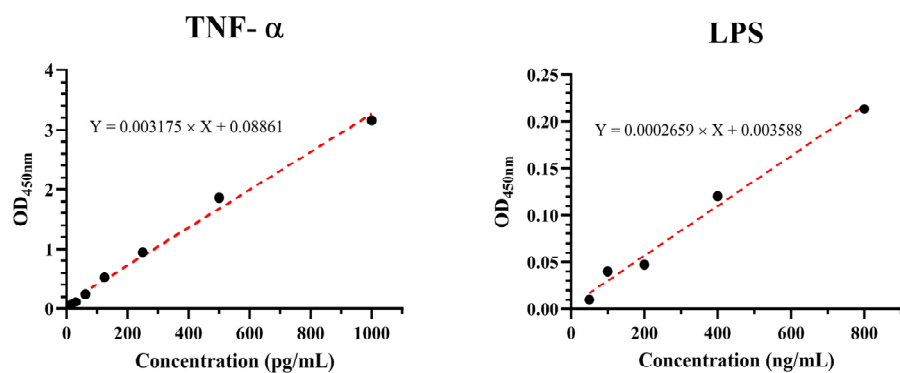 TNF- α
4
3
2
1
0
OD450nm
Y = 0.003175 × X + 0.08861
0 200 400 600 800 1000
Concentration (pg/mL)
LPS
0.25
0.20
0.15
0.10
0.05
0.00
OD450nm
Y = 0.0002659 × X + 0.003588
0 200 400 600 800
Concentration (ng/mL)